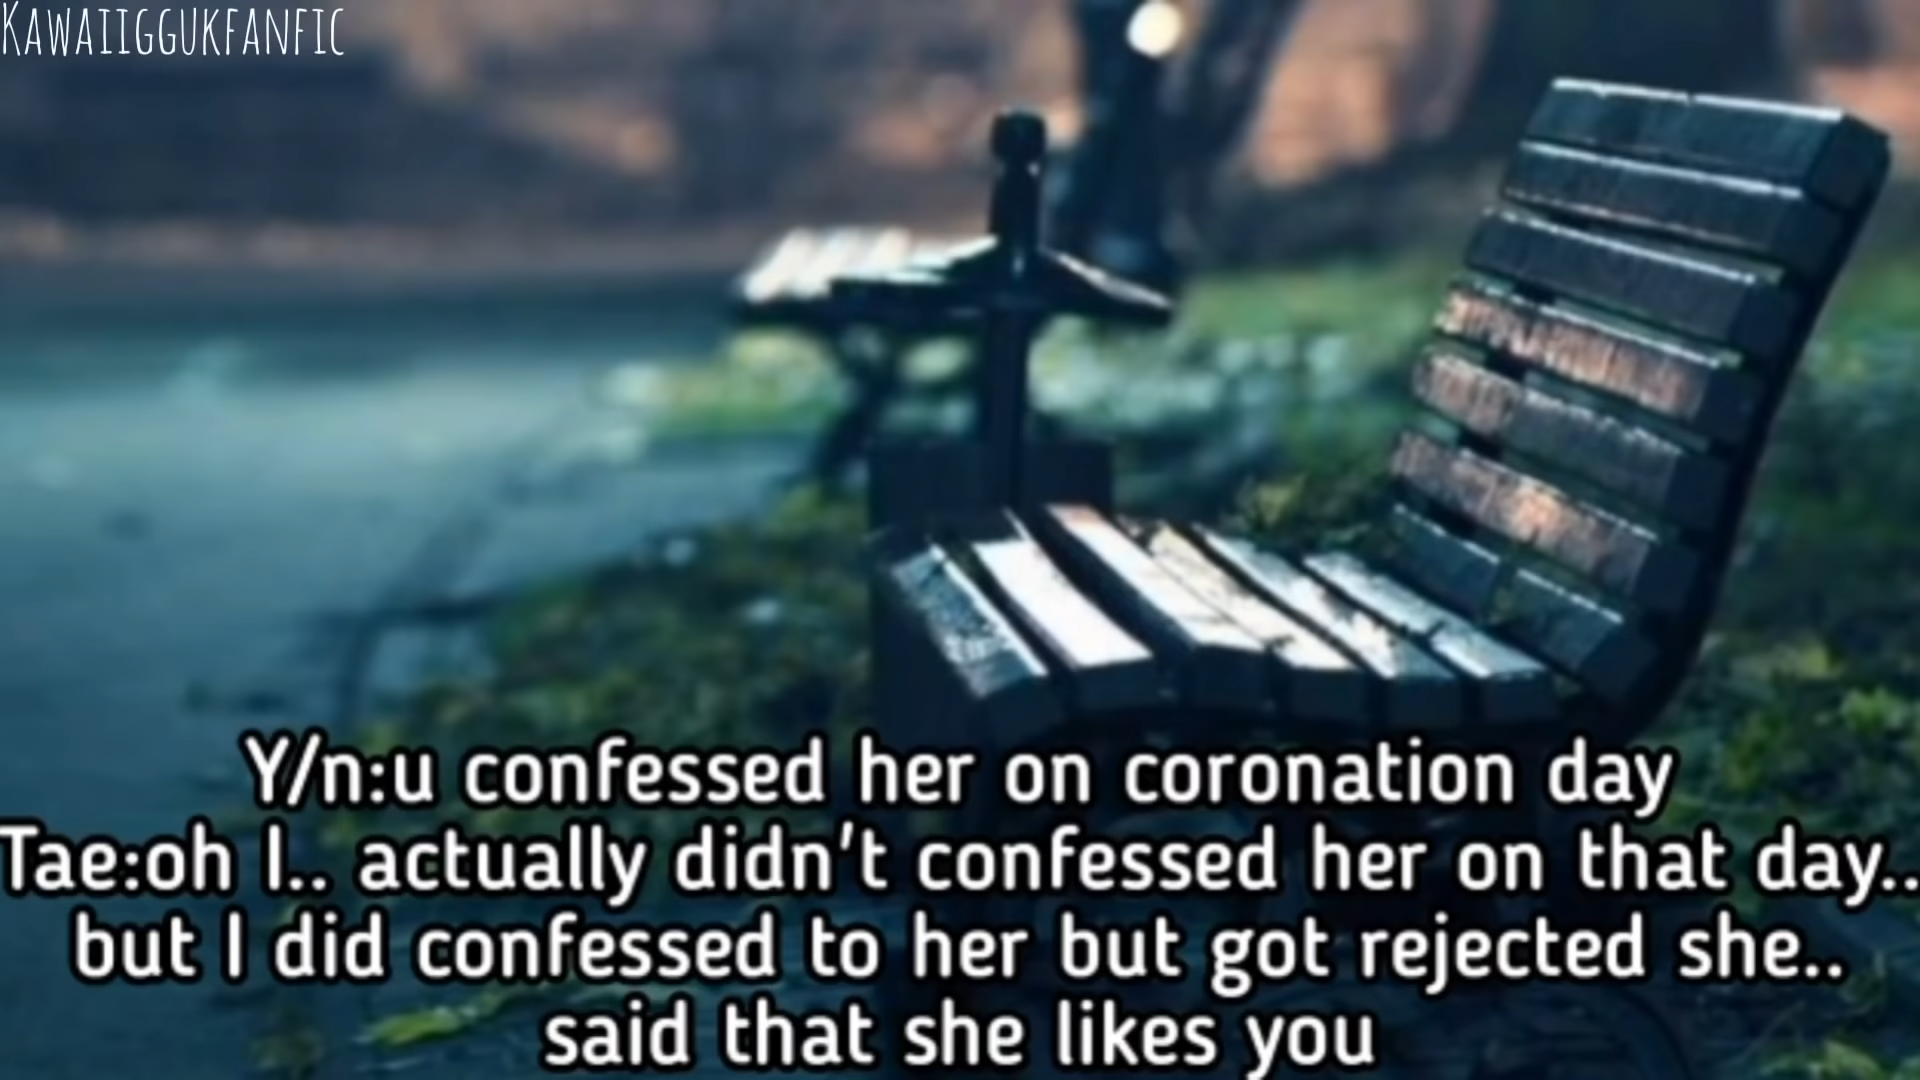 KAWAIIGGUKFANFIC
Y/n:u confessed her on coronation day
Tae:oh I.. actually didn't confessed her on that day..
but I did confessed to her but got rejected she..
said that she likes you